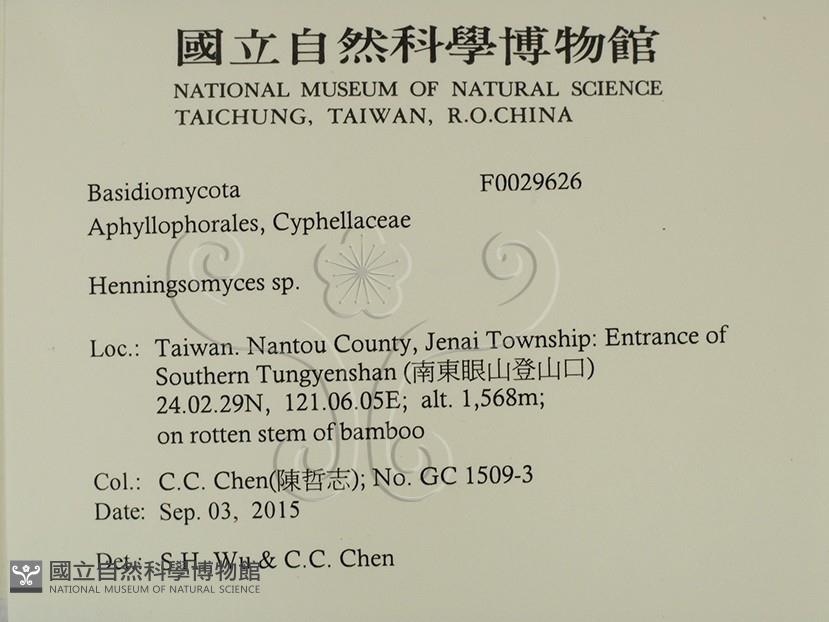 國立自然科學博物館
NATIONAL MUSEUM OF NATURAL SCIENCE
TAICHUNG, TAIWAN, R.O.CHINA
Basidiomycota F0029626
Aphyllophorales, Cyphellaceae
Henningsomyces sp.
Loc.: Taiwan. Nantou County, Jenai Township: Entrance of
Southern Tungyenshan (南東眼山登山口)
24.02.29N, 121.06.05E; alt. 1,568m;
on rotten stem of bamboo
Col.: C.C. Chen(陳哲志); No. GC 1509-3
Date: Sep. 03, 2015
Det.: S.H. Wu & C.C. Chen
國立自然科學博物館
NATIONAL MUSEUM OF NATURAL SCIENCE